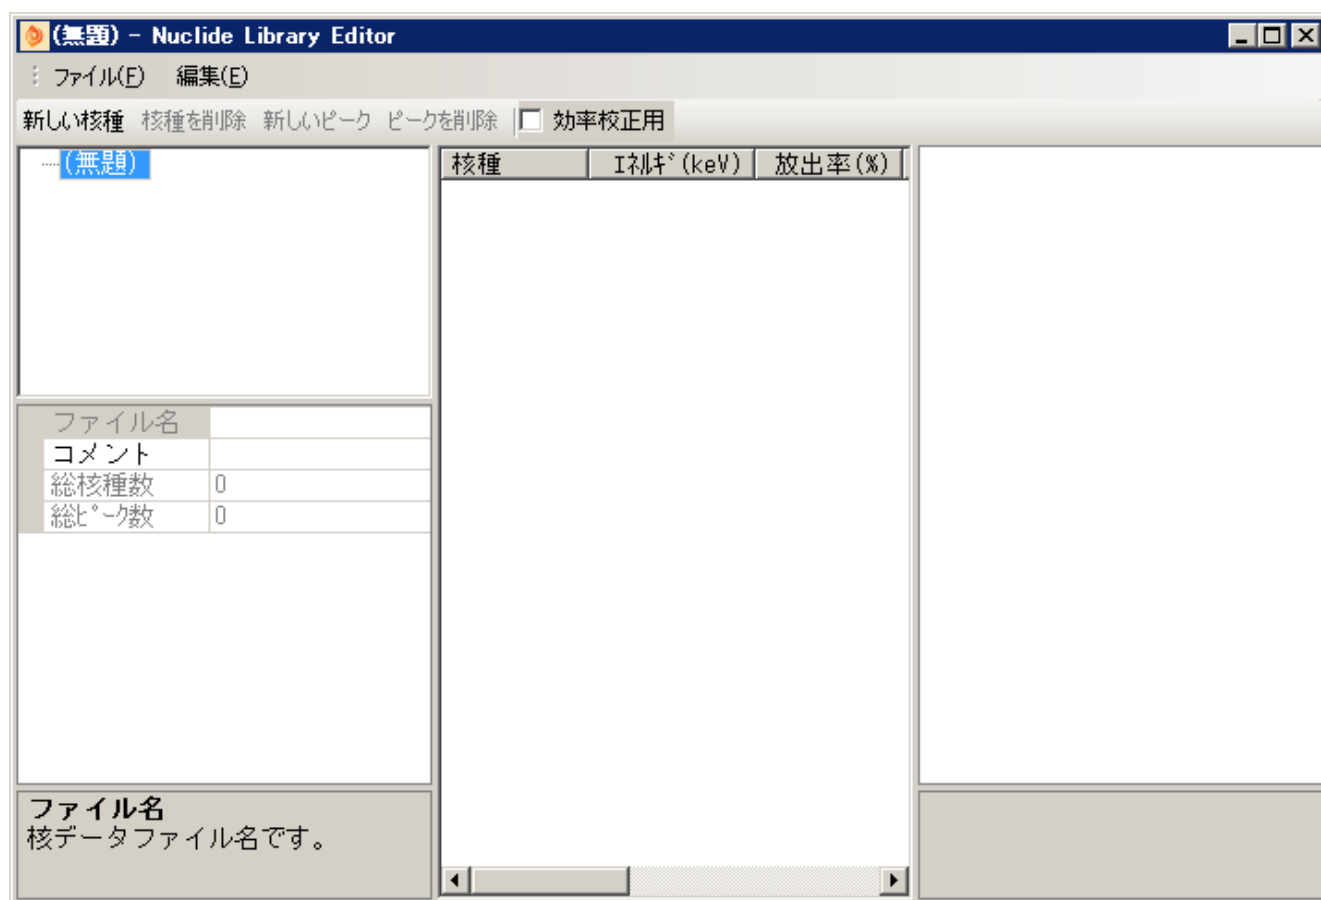 (無題) - Nuclide Library Editor
ファイル(F) 編集(E)
新しい核種 核種を削除 新しいピーク ピークを削除 効率校正用
(無題)
核種 エネルギ(keV) 放出率(%)
ファイル名
コメント
総核種数 0
総ピーク数 0
ファイル名
核データファイル名です。